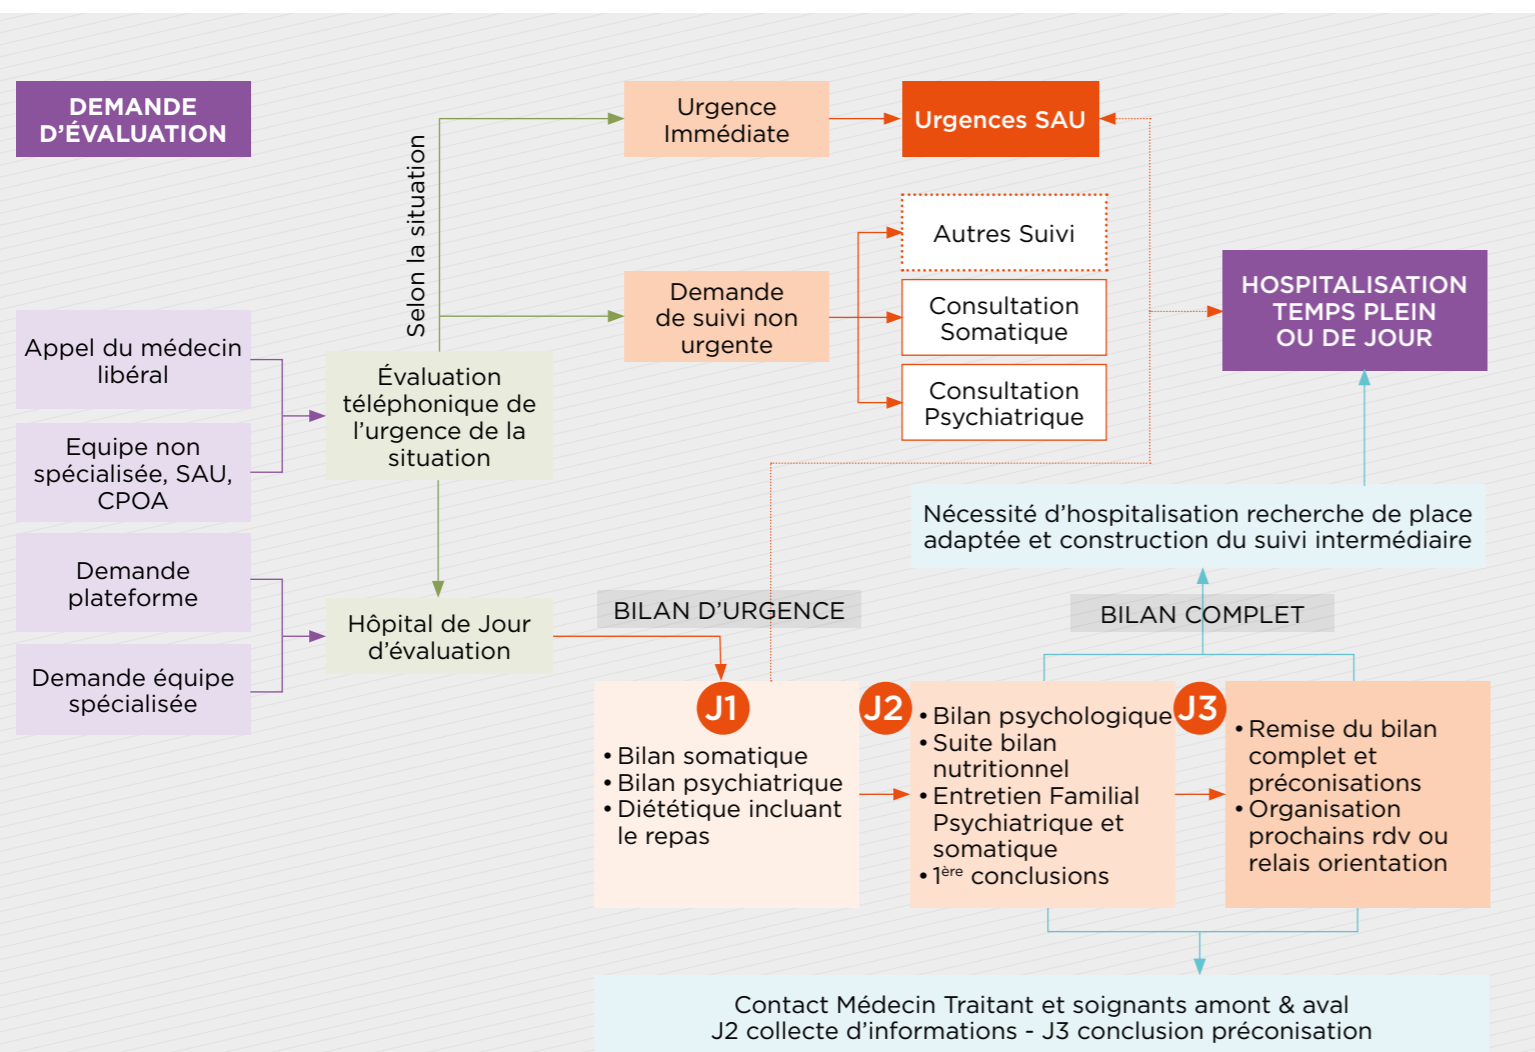 DEMANDE
D’ÉVALUATION
Appel du médecin
libéral
Equipe non
spécialisée, SAU,
CPOA
Demande
plateforme
Demande équipe
spécialisée
Évaluation
téléphonique de
l’urgence de la
situation
Hôpital de Jour
d’évaluation
Selon la situation
Urgence
Immédiate
Urgences SAU
Demande
de suivi non
urgente
Autres Suivi
Consultation
Somatique
Consultation
Psychiatrique
HOSPITALISATION
TEMPS PLEIN
OU DE JOUR
Nécessité d’hospitalisation recherche de place
adaptée et construction du suivi intermédiaire
BILAN D’URGENCE
BILAN COMPLET
J1
• Bilan somatique
• Bilan psychiatrique
• Diététique incluant
le repas
J2
• Bilan psychologique
• Suite bilan
nutritionnel
• Entretien Familial
Psychiatrique et
somatique
• 1ère conclusions
J3
• Remise du bilan
complet et
préconisations
• Organisation
prochains rdv ou
relais orientation
Contact Médecin Traitant et soignants amont & aval
J2 collecte d’informations - J3 conclusion préconisation